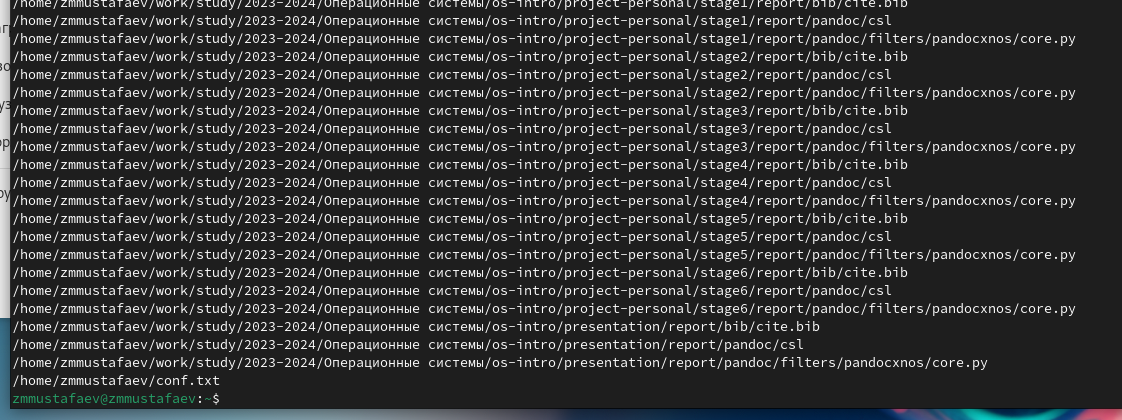 /home/zmmustafaev/work/study/2023-2024/Операционные системы/os-intro/project-personal/stage1/report/bib/cite.bib
/home/zmmustafaev/work/study/2023-2024/Операционные системы/os-intro/project-personal/stage1/report/pandoc/csl
/home/zmmustafaev/work/study/2023-2024/Операционные системы/os-intro/project-personal/stage1/report/pandoc/filters/pandocxnos/core.py
/home/zmmustafaev/work/study/2023-2024/Операционные системы/os-intro/project-personal/stage2/report/bib/cite.bib
/home/zmmustafaev/work/study/2023-2024/Операционные системы/os-intro/project-personal/stage2/report/pandoc/csl
/home/zmmustafaev/work/study/2023-2024/Операционные системы/os-intro/project-personal/stage2/report/pandoc/filters/pandocxnos/core.py
/home/zmmustafaev/work/study/2023-2024/Операционные системы/os-intro/project-personal/stage3/report/bib/cite.bib
/home/zmmustafaev/work/study/2023-2024/Операционные системы/os-intro/project-personal/stage3/report/pandoc/csl
/home/zmmustafaev/work/study/2023-2024/Операционные системы/os-intro/project-personal/stage3/report/pandoc/filters/pandocxnos/core.py
/home/zmmustafaev/work/study/2023-2024/Операционные системы/os-intro/project-personal/stage4/report/bib/cite.bib
/home/zmmustafaev/work/study/2023-2024/Операционные системы/os-intro/project-personal/stage4/report/pandoc/csl
/home/zmmustafaev/work/study/2023-2024/Операционные системы/os-intro/project-personal/stage4/report/pandoc/filters/pandocxnos/core.py
/home/zmmustafaev/work/study/2023-2024/Операционные системы/os-intro/project-personal/stage5/report/bib/cite.bib
/home/zmmustafaev/work/study/2023-2024/Операционные системы/os-intro/project-personal/stage5/report/pandoc/csl
/home/zmmustafaev/work/study/2023-2024/Операционные системы/os-intro/project-personal/stage5/report/pandoc/filters/pandocxnos/core.py
/home/zmmustafaev/work/study/2023-2024/Операционные системы/os-intro/project-personal/stage6/report/bib/cite.bib
/home/zmmustafaev/work/study/2023-2024/Операционные системы/os-intro/project-personal/stage6/report/pandoc/csl
/home/zmmustafaev/work/study/2023-2024/Операционные системы/os-intro/project-personal/stage6/report/pandoc/filters/pandocxnos/core.py
/home/zmmustafaev/work/study/2023-2024/Операционные системы/os-intro/presentation/report/bib/cite.bib
/home/zmmustafaev/work/study/2023-2024/Операционные системы/os-intro/presentation/report/pandoc/csl
/home/zmmustafaev/work/study/2023-2024/Операционные системы/os-intro/presentation/report/pandoc/filters/pandocxnos/core.py
/home/zmmustafaev/conf.txt
zmmustafaev@zmmustafaev:~$